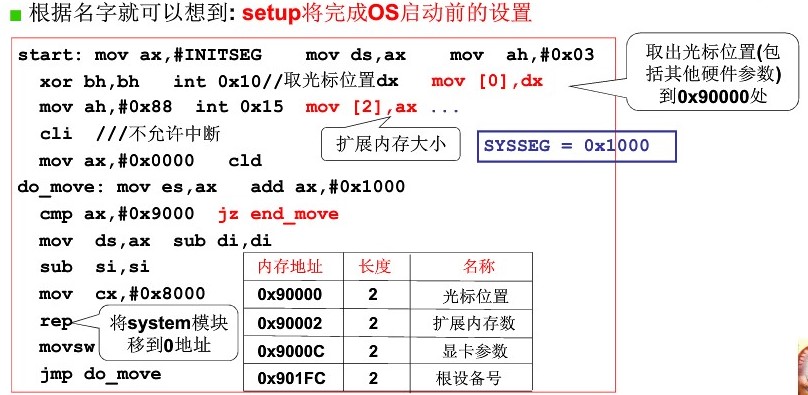 根据名字就可以想到: setup将完成OS启动前的设置
start: mov ax,#INITSEG mov ds,ax mov ah,#0x03
xor bh,bh int 0x10//取光标位置dx mov [0],dx
mov ah,#0x88 int 0x15 mov [2],ax ...
cli ///不允许中断
mov ax,#0x0000 cld
do_move: mov es,ax add ax,#0x1000
cmp ax,#0x9000 jz end_move
mov ds,ax sub di,di
sub si,si
mov cx,#0x8000
rep
movsw
jmp do_move
取出光标位置(包
括其他硬件参数)
到0x90000处
扩展内存大小
SYSSEG = 0x1000
将system模块
移到0地址
内存地址 长度 名称
0x90000 2 光标位置
0x90002 2 扩展内存数
0x9000C 2 显卡参数
0x901FC 2 根设备号